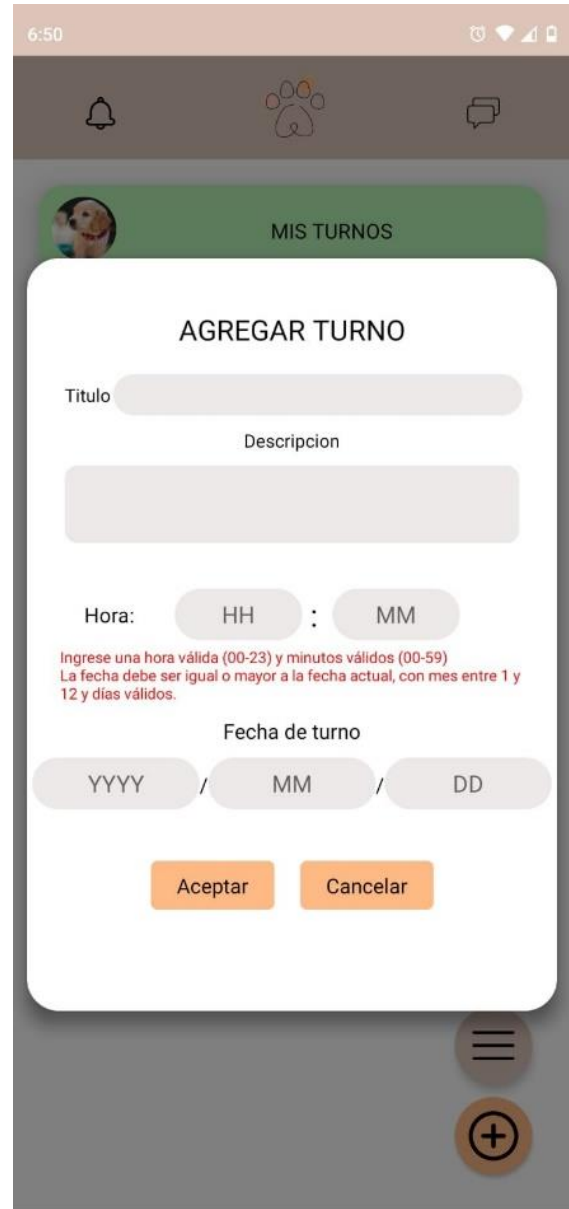 6:50
MIS TURNOS
AGREGAR TURNO
Titulo
Descripcion
Hora: HH : MM
Ingrese una hora válida (00-23) y minutos válidos (00-59)
La fecha debe ser igual o mayor a la fecha actual, con mes entre 1 y
12 y días válidos.
Fecha de turno
YYYY / MM / DD
Aceptar Cancelar